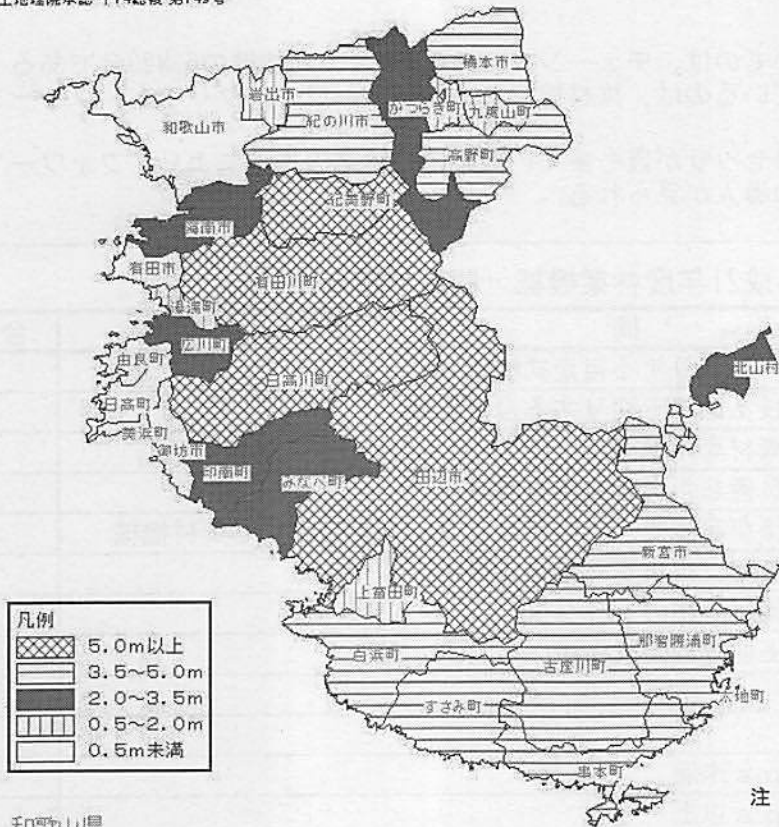 橋本市
岩出市
かつらぎ町
九度山町
和歌山市
紀の川市
高野町
紀美野町
海南市
有田市
有田川町
湯浅町
広川町
由良町
北山村
日高川町
日高町
美浜町
御坊市
印南町
みなべ町
田辺市
新宮市
上富田町
那智勝浦町
白浜町
古座川町
太地町
すさみ町
串本町
凡例
5.0m以上
3.5～5.0m
2.0～3.5m
0.5～2.0m
0.5m未満
注
和歌山県